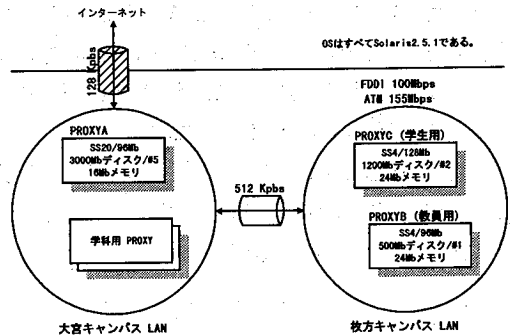 インターネット
OSはすべてSolaris2.5.1である。
128 Kpbs
FDDI 100Mbps
ATM 155Mbps
PROXYA
SS20/96Mb
3000Mbディスク/#5
16Mbメモリ
学科用 PROXY
512 Kpbs
PROXYC (学生用)
SS4/128Mb
1200Mbディスク/#2
24Mbメモリ
PROXYB (教員用)
SS4/96Mb
500Mbディスク/#1
24Mbメモリ
大宮キャンパス LAN
枚方キャンパス LAN